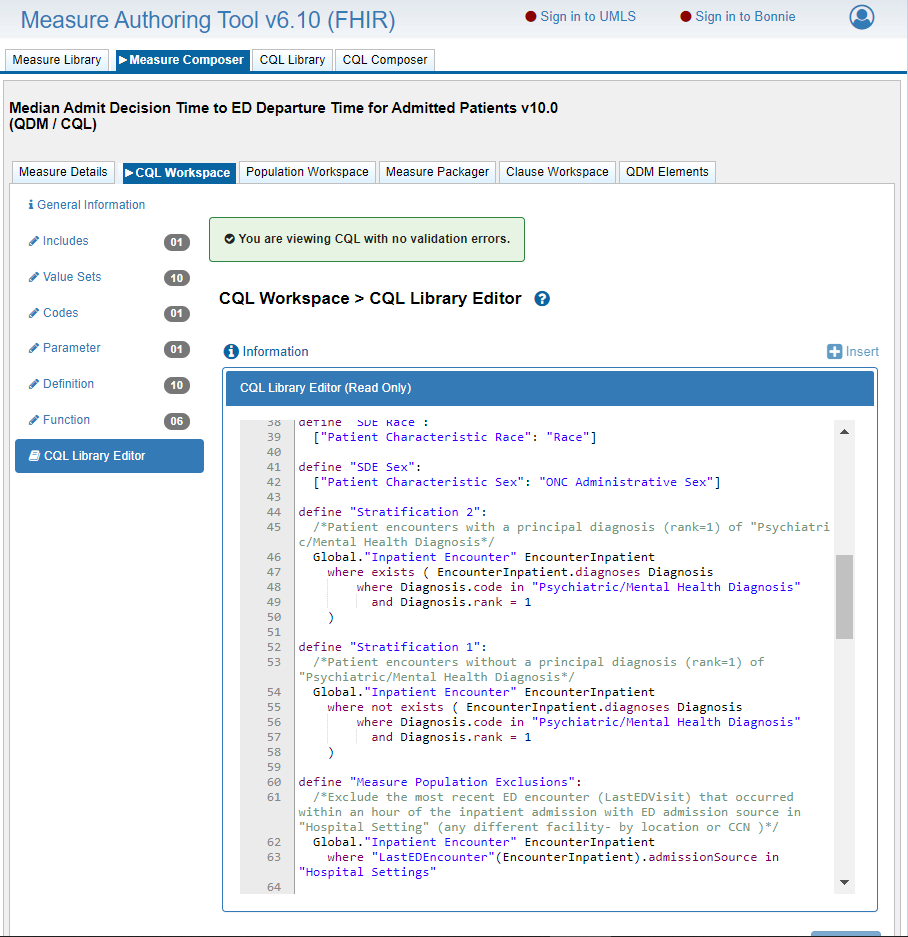 Measure Authoring Tool v6.10 (FHIR)
Sign in to UMLS
Sign in to Bonnie
Measure Library
Measure Composer
CQL Library
CQL Composer
Median Admit Decision Time to ED Departure Time for Admitted Patients v10.0
(QDM / CQL)
Measure Details
CQL Workspace
Population Workspace
Measure Packager
Clause Workspace
QDM Elements
General Information
Includes 01
Value Sets 10
Codes 01
Parameter 01
Definition 10
Function 06
CQL Library Editor
You are viewing CQL with no validation errors.
CQL Workspace > CQL Library Editor
Information
Insert
CQL Library Editor (Read Only)
38 define "SDE Race":
39 ["Patient Characteristic Race": "Race"]
40
41 define "SDE Sex":
42 ["Patient Characteristic Sex": "ONC Administrative Sex"]
43
44 define "Stratification 2":
45 /*Patient encounters with a principal diagnosis (rank=1) of "Psychiatri
c/Mental Health Diagnosis*/
46 Global."Inpatient Encounter" EncounterInpatient
47 where exists ( EncounterInpatient.diagnoses Diagnosis
48 where Diagnosis.code in "Psychiatric/Mental Health Diagnosis"
49 and Diagnosis.rank = 1
50 )
51
52 define "Stratification 1":
53 /*Patient encounters without a principal diagnosis (rank=1) of
"Psychiatric/Mental Health Diagnosis*/
54 Global."Inpatient Encounter" EncounterInpatient
55 where not exists ( EncounterInpatient.diagnoses Diagnosis
56 where Diagnosis.code in "Psychiatric/Mental Health Diagnosis"
57 and Diagnosis.rank = 1
58 )
59
60 define "Measure Population Exclusions":
61 /*Exclude the most recent ED encounter (LastEDVisit) that occurred
within an hour of the inpatient admission with ED admission source in
"Hospital Setting" (any different facility- by location or CCN )*/
62 Global."Inpatient Encounter" EncounterInpatient
63 where "LastEDEncounter"(EncounterInpatient).admissionSource in
"Hospital Settings"
64